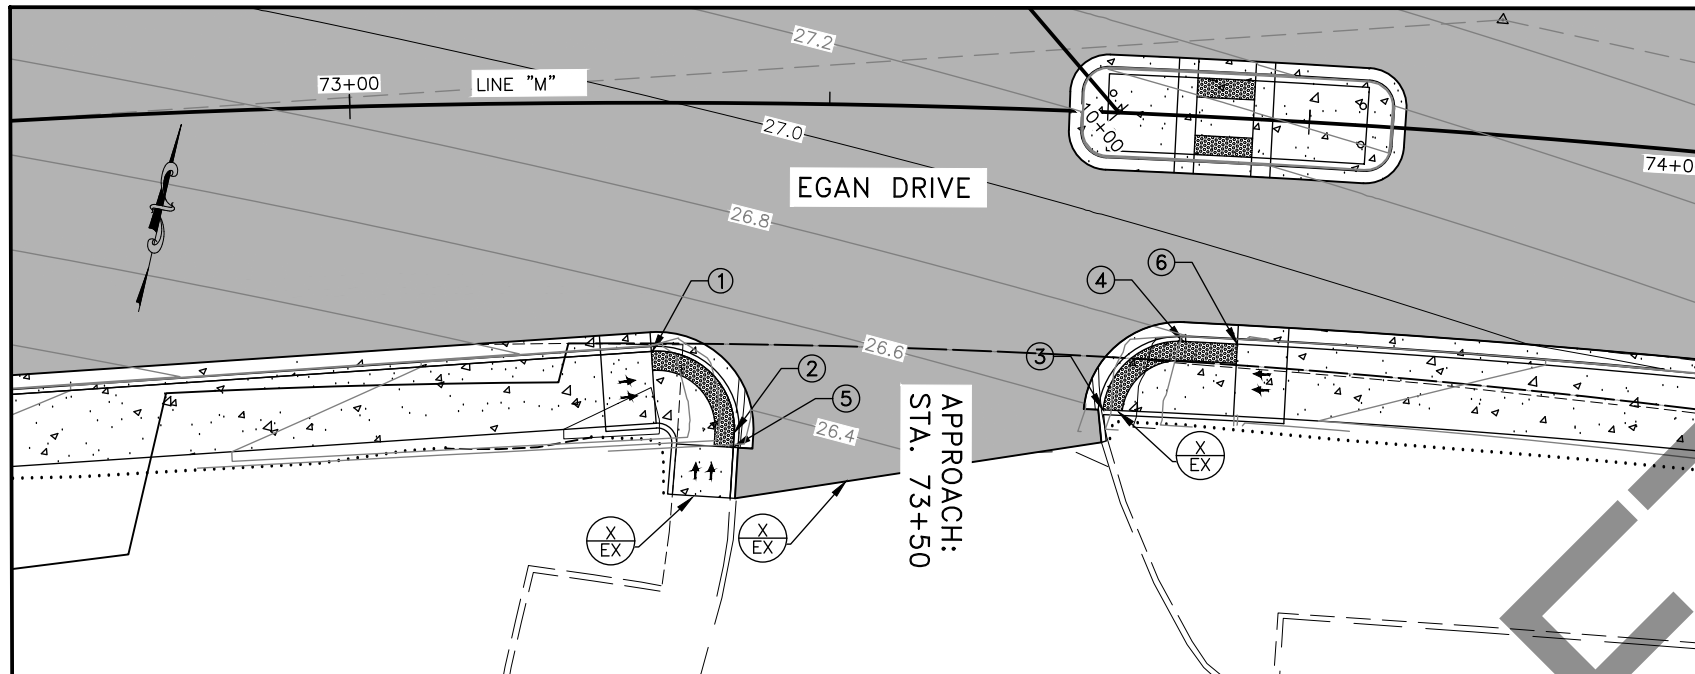 27.2
73+00
LINE "M"
27.0
10+00
74+0
EGAN DRIVE
26.8
6
1
4
26.6
3
2
5
26.4
APPROACH:
STA. 73+50
X
EX
X
EX
X
EX